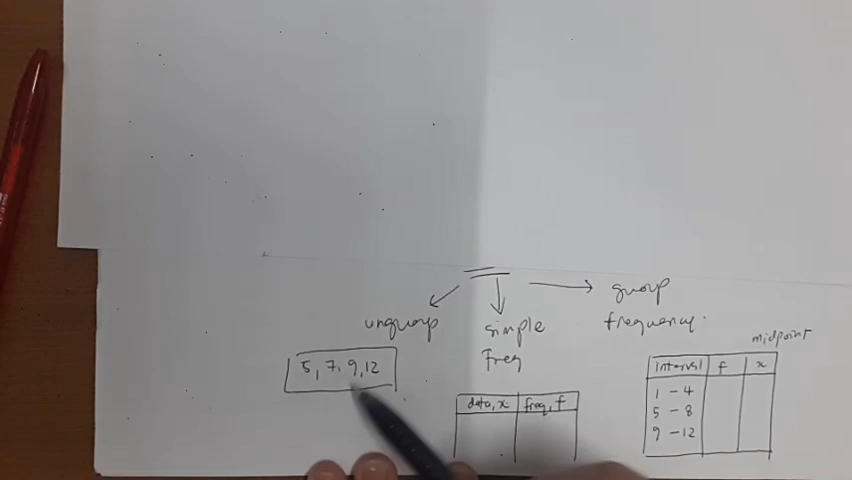 ungroup
5, 7, 9, 12
simple
Freq
data, x freq, f
group
frequency.
midpoint
interval f x
1 - 4
5 - 8
9 - 12